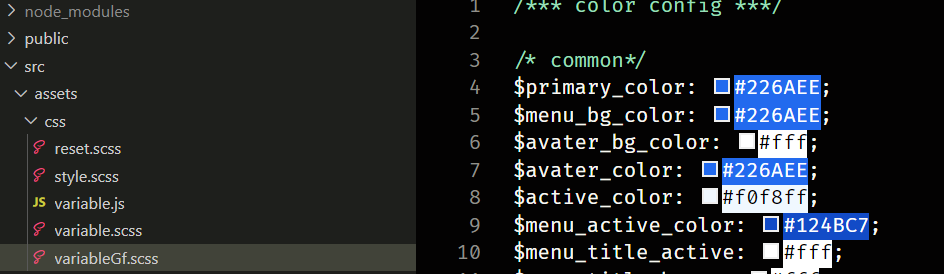 node_modules
public
src
assets
css
reset.scss
style.scss
JS variable.js
variable.scss
variableGf.scss
1 /*** color config ***/
2
3 /* common*/
4 $primary_color: #226AEE;
5 $menu_bg_color: #226AEE;
6 $avater_bg_color: #fff;
7 $avater_color: #226AEE;
8 $active_color: #f0f8ff;
9 $menu_active_color: #124BC7;
10 $menu_title_active: #fff;